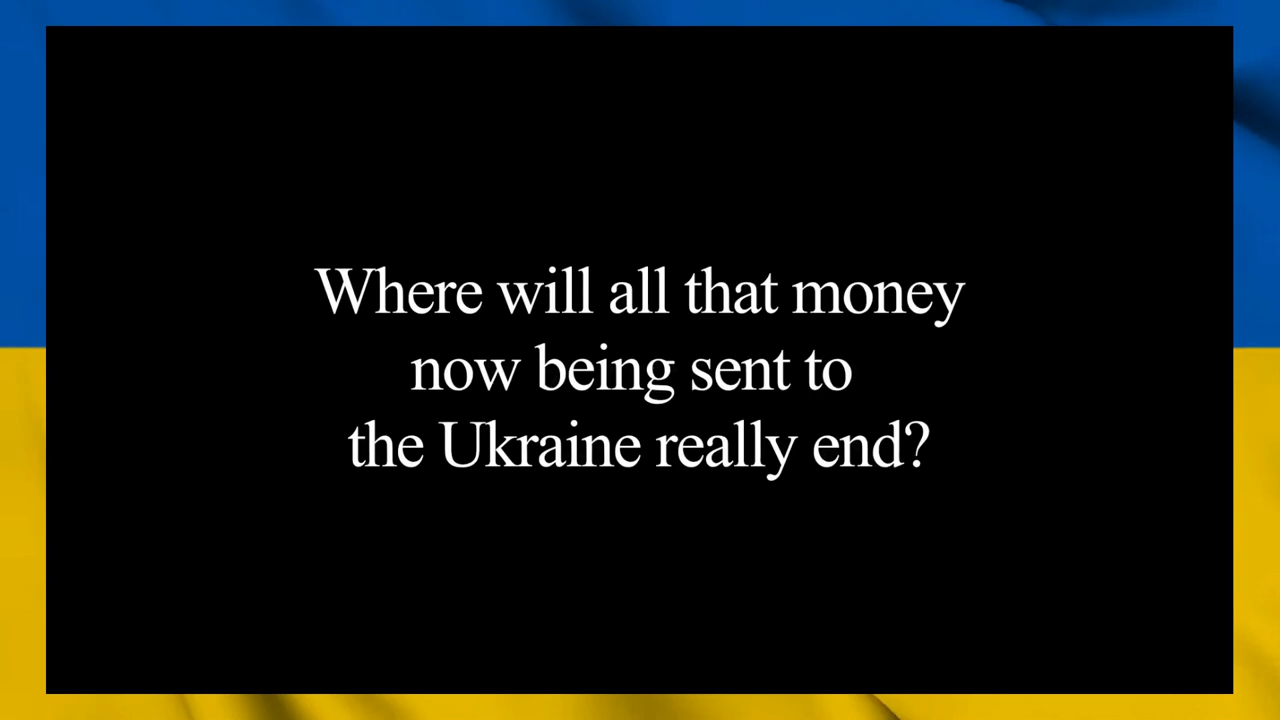 Where will all that money
now being sent to
the Ukraine really end?